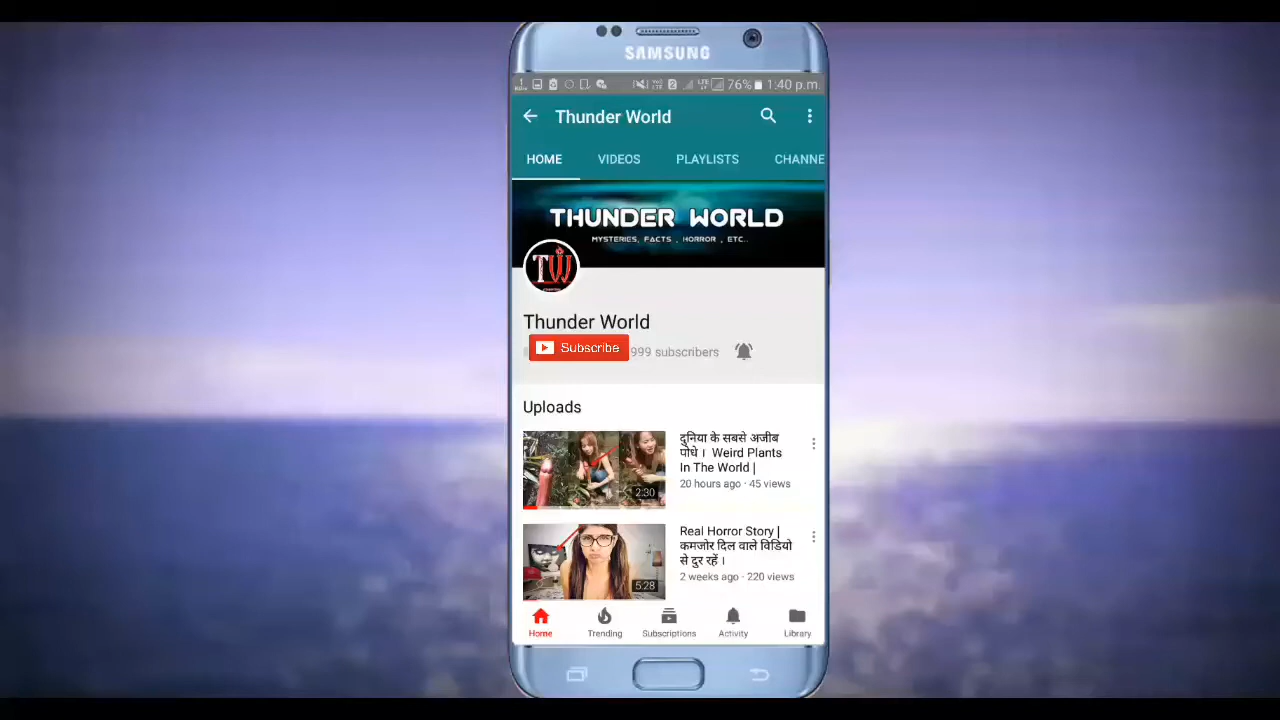 SAMSUNG
76% 1:40 p.m.
Thunder World
HOME VIDEOS PLAYLISTS CHANNE
THUNDER WORLD
MYSTERIES, FACTS , HORROR , ETC..
TW
Thunder World
Subscribe 999 subscribers
Uploads
दुनिया के सबसे अजीब
पोधे । Weird Plants
In The World |
20 hours ago · 45 views
2:30
Real Horror Story |
कमजोर दिल वाले विडियो
से दुर रहें ।
2 weeks ago · 220 views
5:28
Home Trending Subscriptions Activity Library